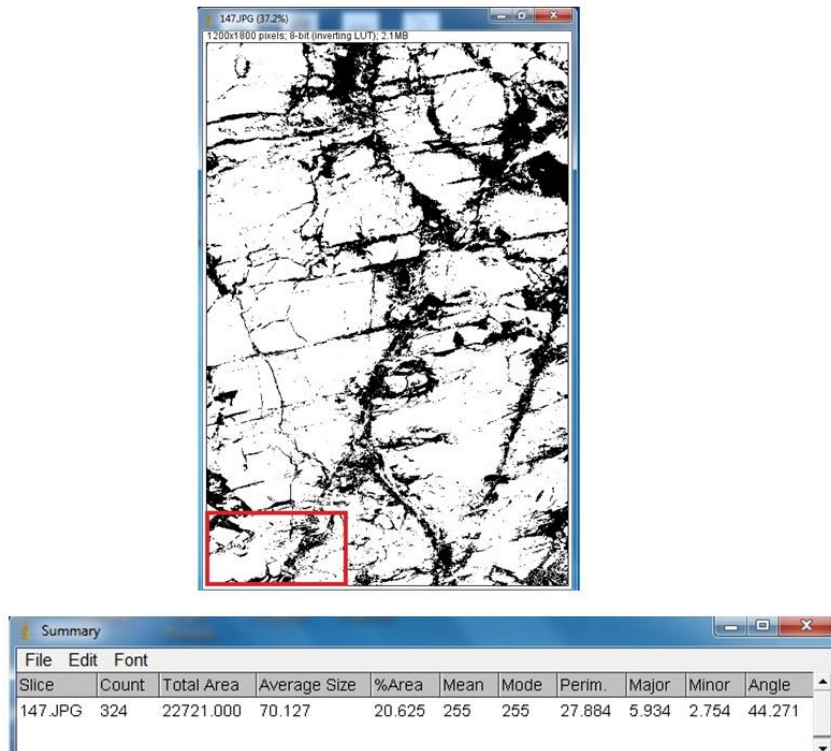 147.JPG (37.2%)
1200x1800 pixels; 8-bit (inverting LUT); 2.1MB
Summary
File Edit Font
Slice Count Total Area Average Size %Area Mean Mode Perim. Major Minor Angle
147.JPG 324 22721.000 70.127 20.625 255 255 27.884 5.934 2.754 44.271